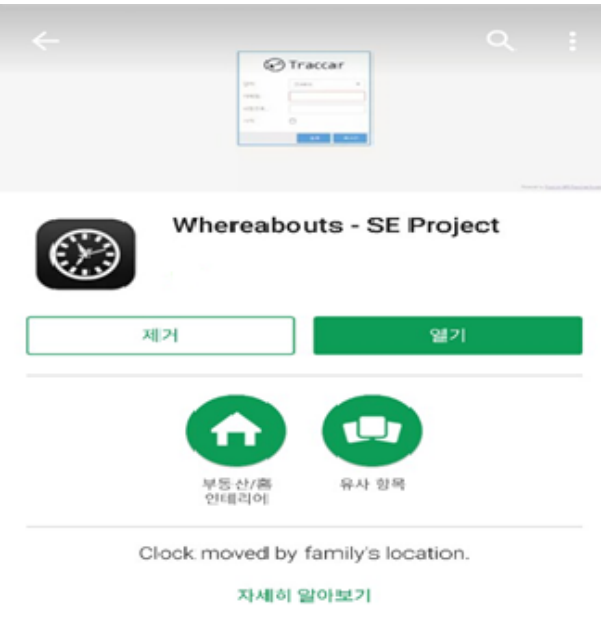 Traccar
Whereabouts - SE Project
제거
열기
부동산/홈
인테리어
유사 항목
Clock moved by family's location.
자세히 알아보기